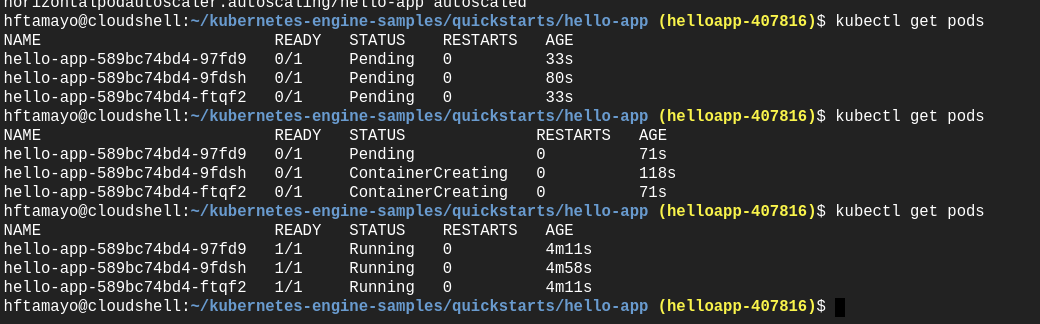 horizontalpodautoscaler.autoscaling/hello-app autoscaled
hftamayo@cloudshell:~/kubernetes-engine-samples/quickstarts/hello-app (helloapp-407816)$ kubectl get pods
NAME                         READY   STATUS    RESTARTS   AGE
hello-app-589bc74bd4-97fd9   0/1     Pending   0          33s
hello-app-589bc74bd4-9fdsh   0/1     Pending   0          80s
hello-app-589bc74bd4-ftqf2   0/1     Pending   0          33s
hftamayo@cloudshell:~/kubernetes-engine-samples/quickstarts/hello-app (helloapp-407816)$ kubectl get pods
NAME                         READY   STATUS              RESTARTS   AGE
hello-app-589bc74bd4-97fd9   0/1     Pending             0          71s
hello-app-589bc74bd4-9fdsh   0/1     ContainerCreating   0          118s
hello-app-589bc74bd4-ftqf2   0/1     ContainerCreating   0          71s
hftamayo@cloudshell:~/kubernetes-engine-samples/quickstarts/hello-app (helloapp-407816)$ kubectl get pods
NAME                         READY   STATUS    RESTARTS   AGE
hello-app-589bc74bd4-97fd9   1/1     Running   0          4m11s
hello-app-589bc74bd4-9fdsh   1/1     Running   0          4m58s
hello-app-589bc74bd4-ftqf2   1/1     Running   0          4m11s
hftamayo@cloudshell:~/kubernetes-engine-samples/quickstarts/hello-app (helloapp-407816)$